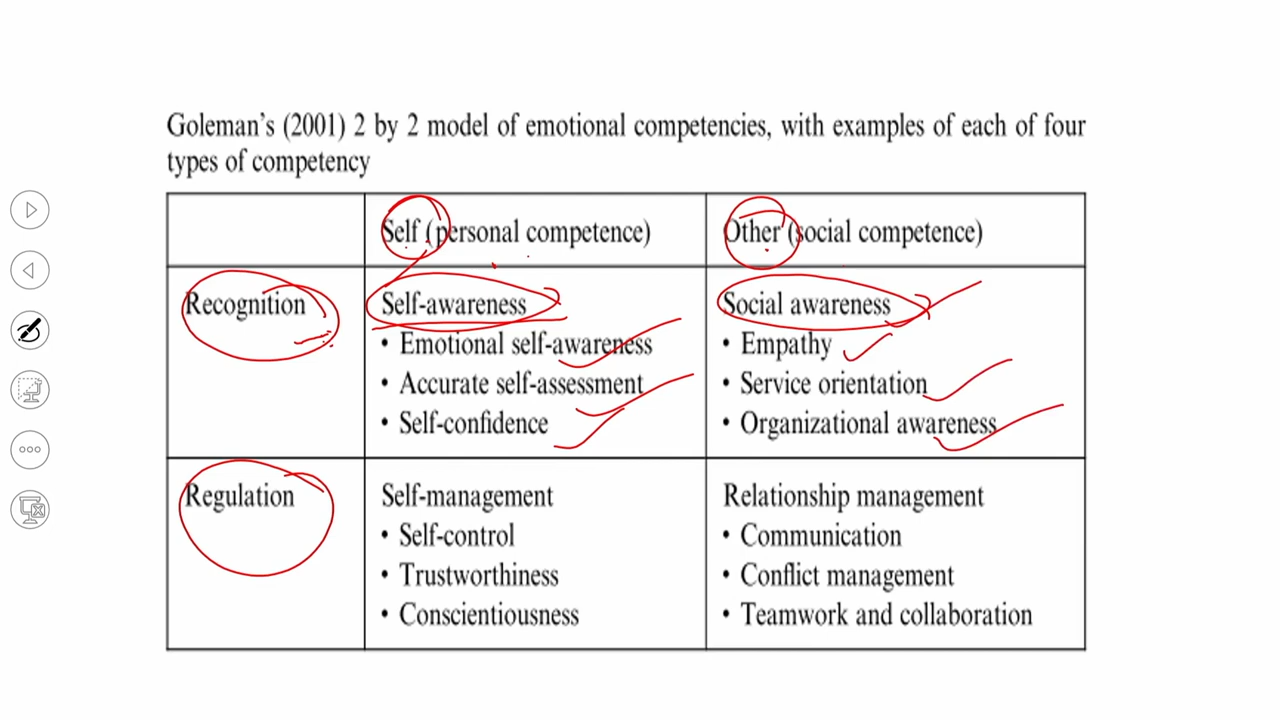 Goleman's (2001) 2 by 2 model of emotional competencies, with examples of each of four
types of competency
Self (personal competence)
Other (social competence)
Recognition
Self-awareness
• Emotional self-awareness
• Accurate self-assessment
• Self-confidence
Social awareness
• Empathy
• Service orientation
• Organizational awareness
Regulation
Self-management
• Self-control
• Trustworthiness
• Conscientiousness
Relationship management
• Communication
• Conflict management
• Teamwork and collaboration